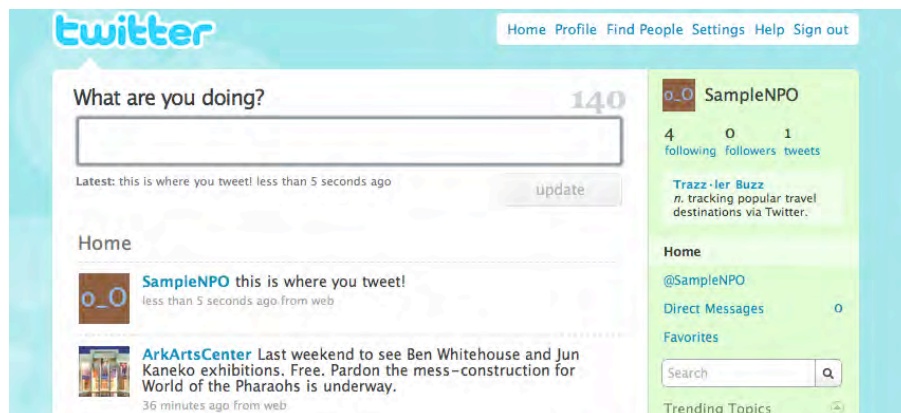 twitter
Home Profile Find People Settings Help Sign out
What are you doing?
140
Latest: this is where you tweet! less than 5 seconds ago
update
Home
o_O
SampleNPO this is where you tweet!
less than 5 seconds ago from web
ArkArtsCenter Last weekend to see Ben Whitehouse and Jun
Kaneko exhibitions. Free. Pardon the mess-construction for
World of the Pharaohs is underway.
36 minutes ago from web
o_O SampleNPO
4 0 1
following followers tweets
Trazz·ler Buzz
n. tracking popular travel
destinations via Twitter.
Home
@SampleNPO
Direct Messages 0
Favorites
Search
Trending Topics